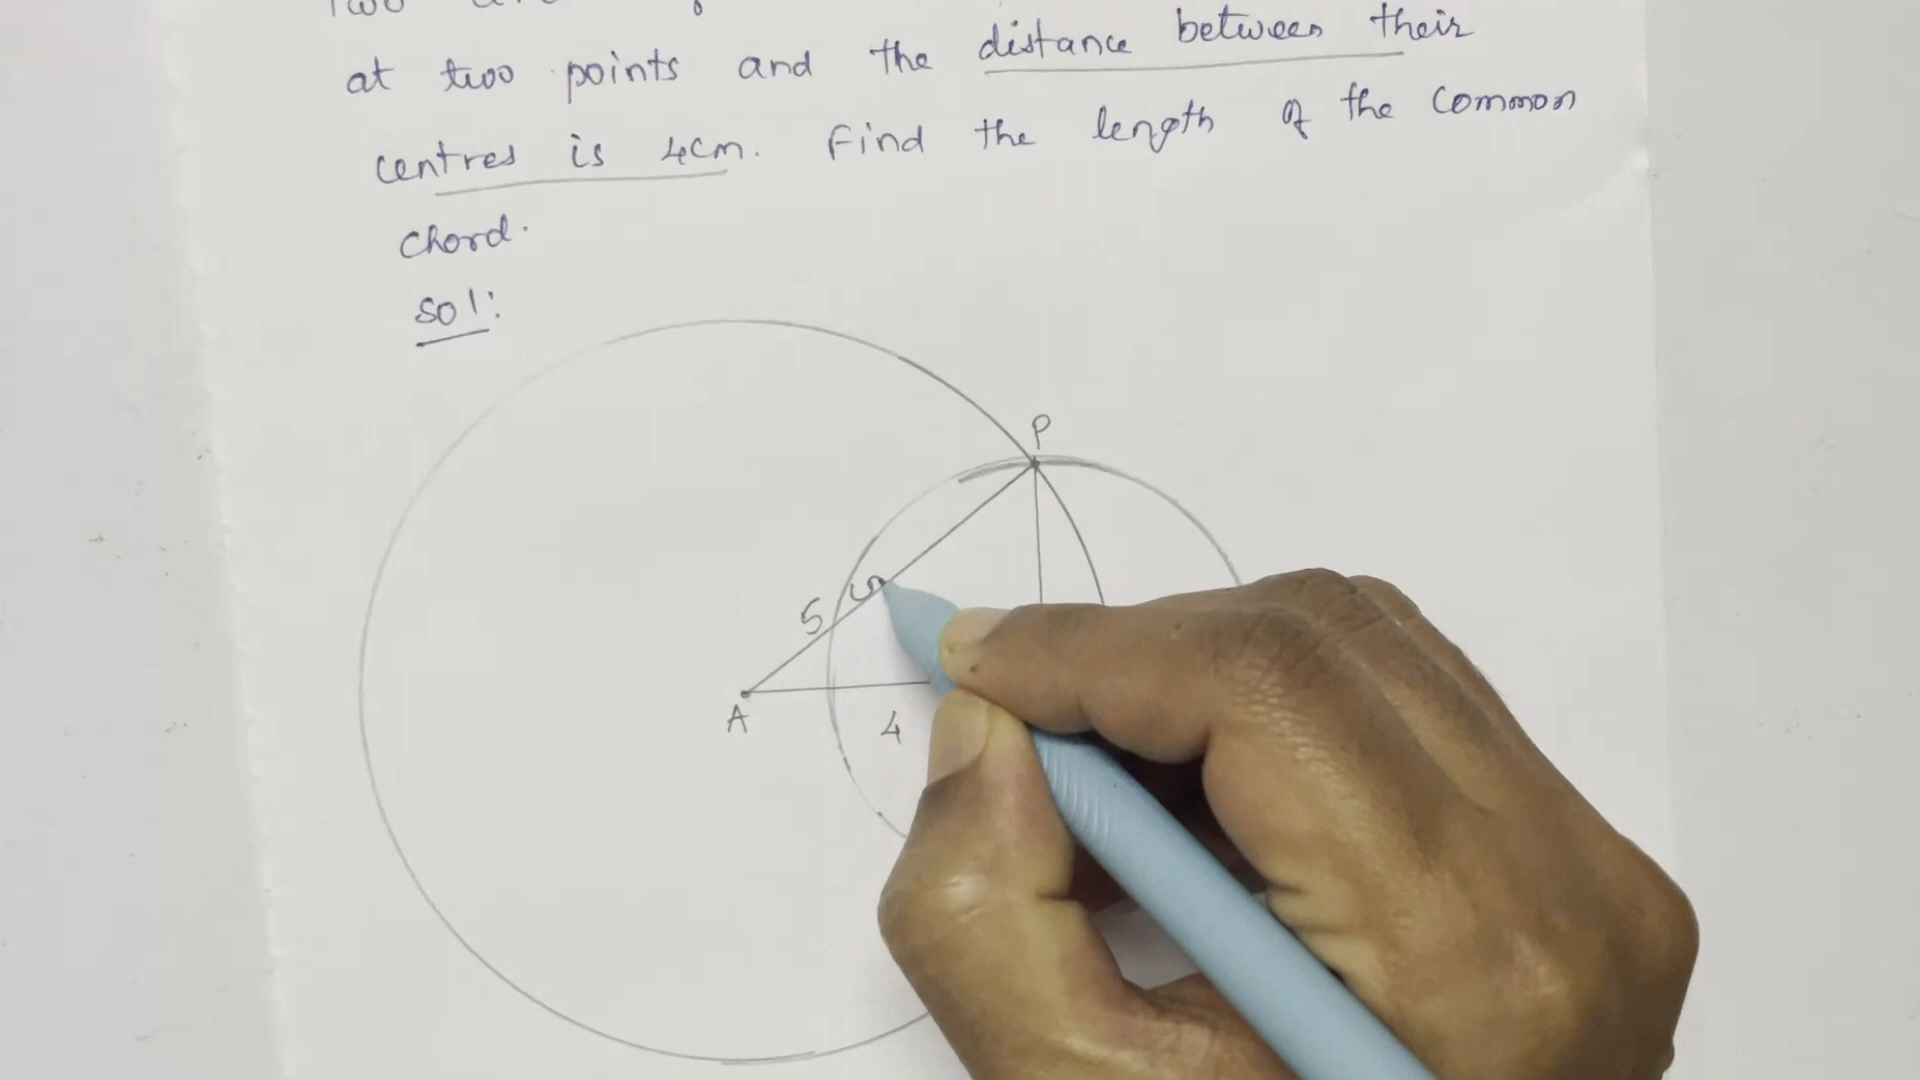 at two points and the distance between their
centres is 4cm. Find the length of the common
chord.
Sol:
P
5
A
4